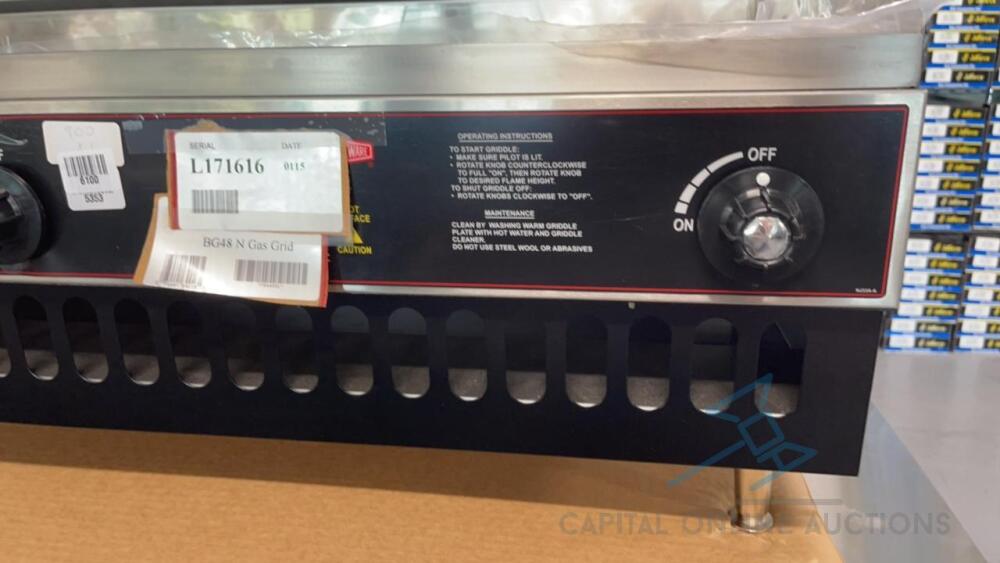 6100
5353
SERIAL DATE
L171616 0115
BG48 N Gas Grid
CAUTION
OPERATING INSTRUCTIONS
TO START GRIDDLE:
• MAKE SURE PILOT IS LIT.
• ROTATE KNOB COUNTERCLOCKWISE
TO FULL "ON", THEN ROTATE KNOB
TO DESIRED FLAME HEIGHT.
TO SHUT GRIDDLE OFF:
• ROTATE KNOBS CLOCKWISE TO "OFF".
MAINTENANCE
CLEAN BY WASHING WARM GRIDDLE
PLATE WITH HOT WATER AND GRIDDLE
CLEANER.
DO NOT USE STEEL WOOL OR ABRASIVES
OFF
ON
CAPITAL ONLINE AUCTIONS